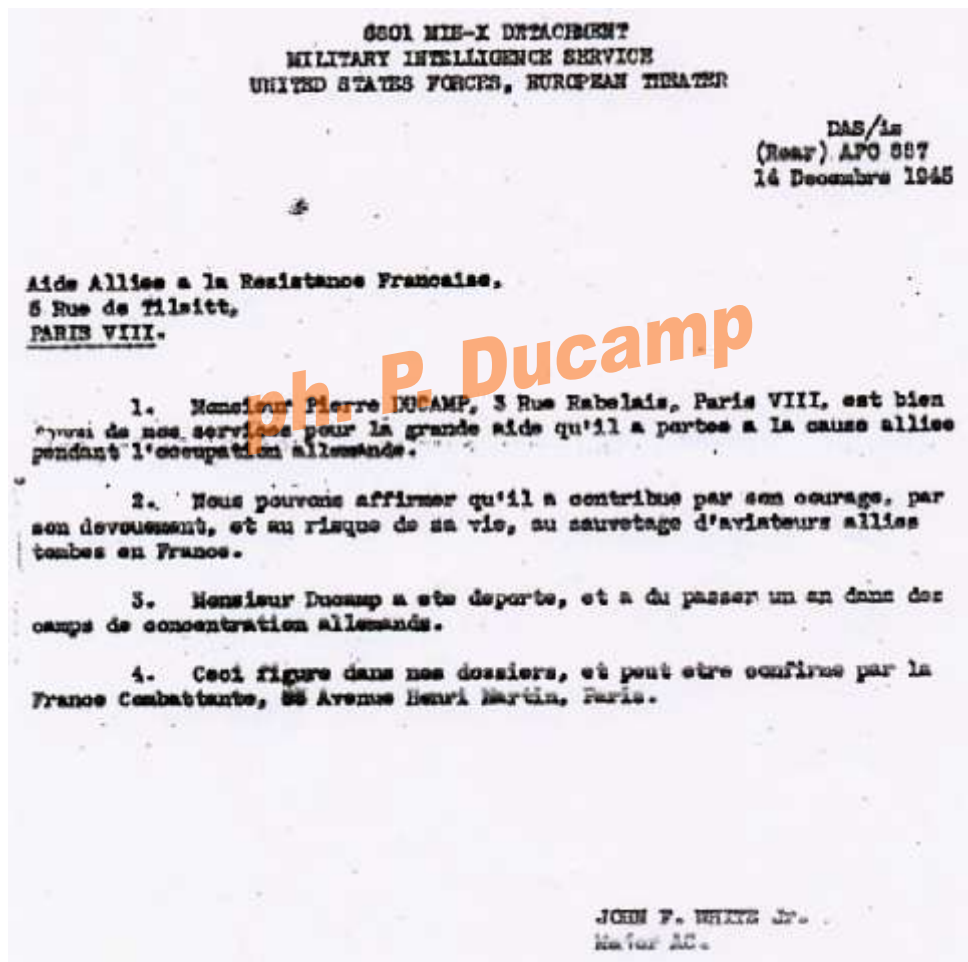 6801 MIS-X DETACHMENT
MILITARY INTELLIGENCE SERVICE
UNITED STATES FORCES, EUROPEAN THEATER
DAS/is
(Rear) APO 887
14 Decembre 1945
Aide Alliee a la Resistance Francaise,
5 Rue de Tilsitt,
PARIS VIII.
ph. P. Ducamp
1. Monsieur Pierre DUCAMP, 3 Rue Rabelais, Paris VIII, est bien
de nos services pour la grande aide qu'il a portee a la cause alliee
pendant l'occupation allemande.
2. Nous pouvons affirmer qu'il a contribue par son courage, par
son devouement, et au risque de sa vie, au sauvetage d'aviateurs allies
tombes en France.
3. Monsieur Ducamp a ete deporte, et a du passer un an dans des
camps de concentration allemands.
4. Ceci figure dans nos dossiers, et peut etre confirme par la
France Combattante, Avenue Henri Martin, Paris.
JOHN F. WHITE Jr.
Major AC.